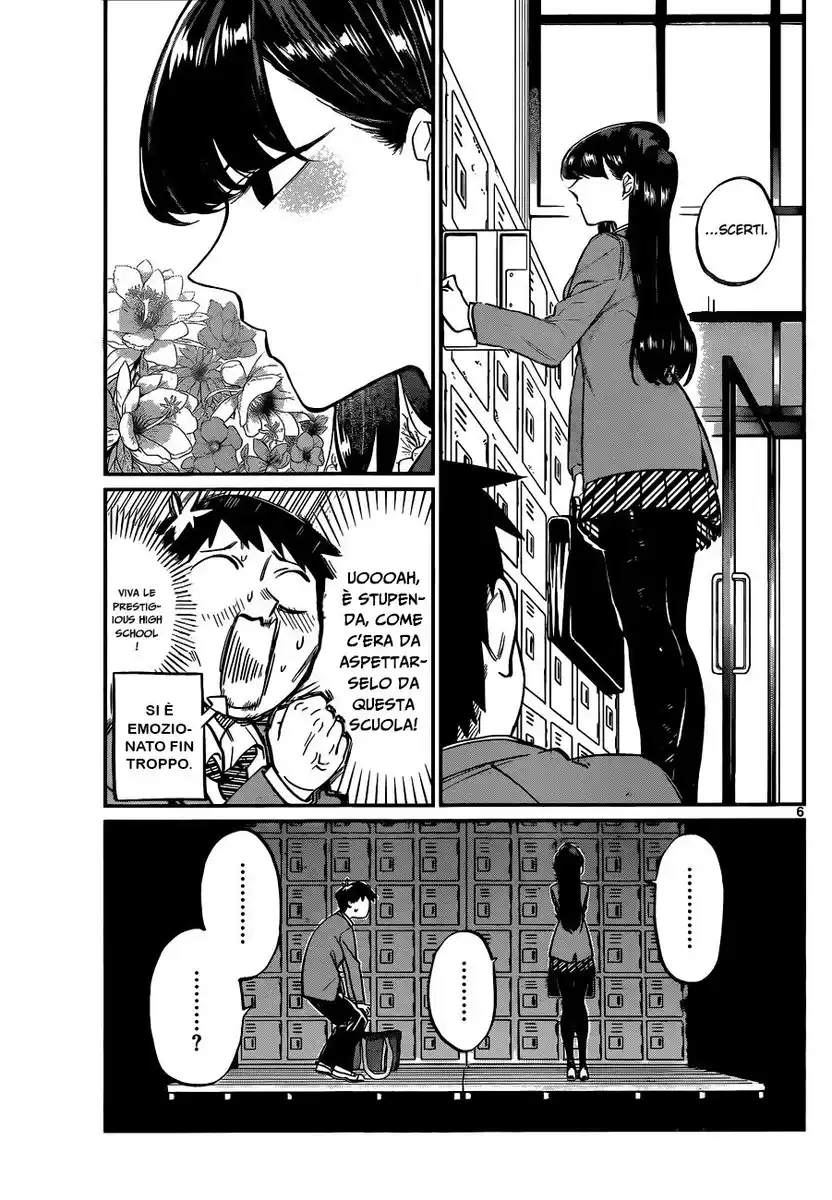 ...SCERTI.
UOOOAH,
È STUPEN-
DA, COME
C'ERA DA
ASPETTAR-
SELO DA
QUESTA
SCUOLA!
VIVA LE
PRESTIG-
IOUS HIGH
SCHOOL
!
SI È
EMOZIO-
NATO FIN
TROPPO.
6
.........
.........
.........
.........?